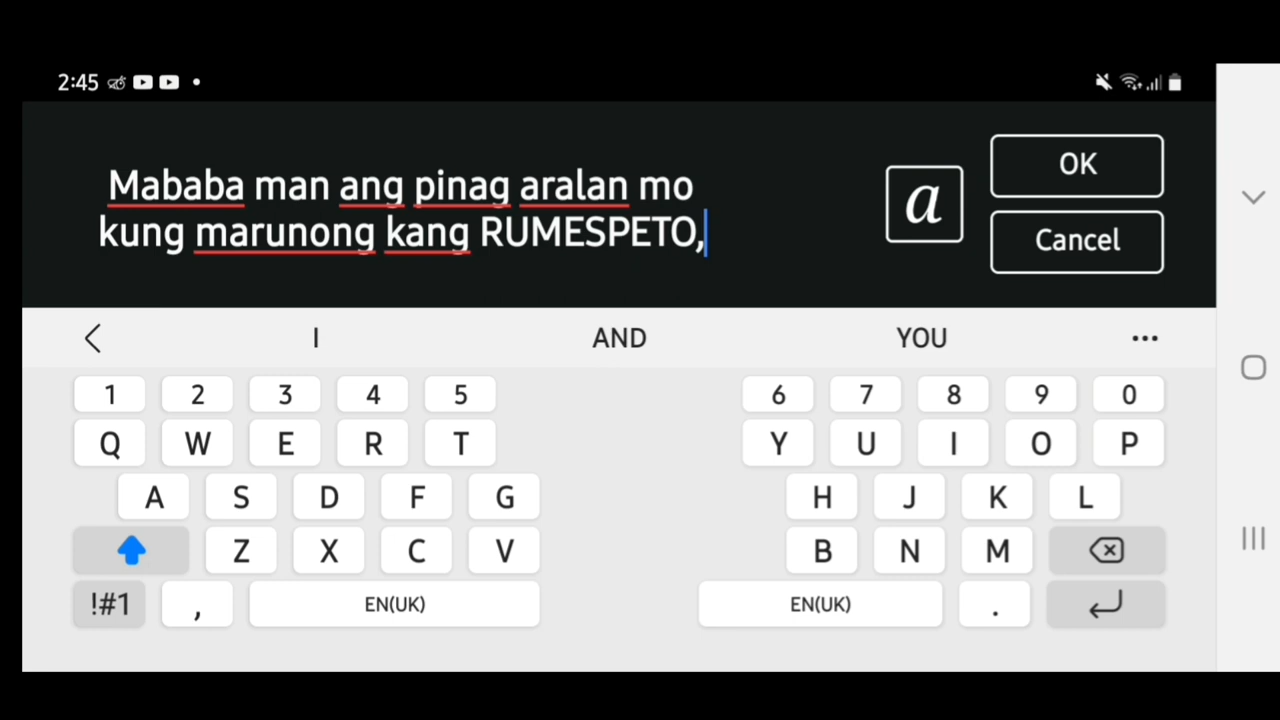 2:45
Mababa man ang pinag aralan mo
kung marunong kang RUMESPETO,
a
OK
Cancel
I AND YOU
1 2 3 4 5 6 7 8 9 0
Q W E R T Y U I O P
A S D F G H J K L
Z X C V B N M
!#1 , EN(UK) EN(UK) .